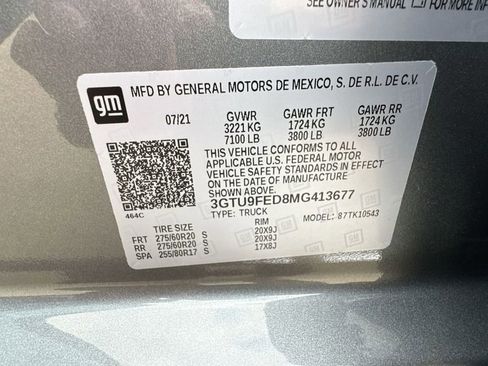 SEE OWNER'S MANUAL FOR MORE INF
gm
MFD BY GENERAL MOTORS DE MEXICO, S. DE R.L. DE C.V.
07/21 GVWR GAWR FRT GAWR RR
3221 KG 1724 KG 1724 KG
7100 LB 3800 LB 3800 LB
THIS VEHICLE CONFORMS TO ALL
APPLICABLE U.S. FEDERAL MOTOR
VEHICLE SAFETY STANDARDS IN EFFECT
ON THE DATE OF MANUFACTURE
SHOWN ABOVE.
3GTU9FED8MG413677
TYPE: TRUCK MODEL: 87TK10543
464C
TIRE SIZE RIM
FRT 275/60R20 S 20X9J
RR 275/60R20 S 20X9J
SPA 255/80R17 S 17X8J